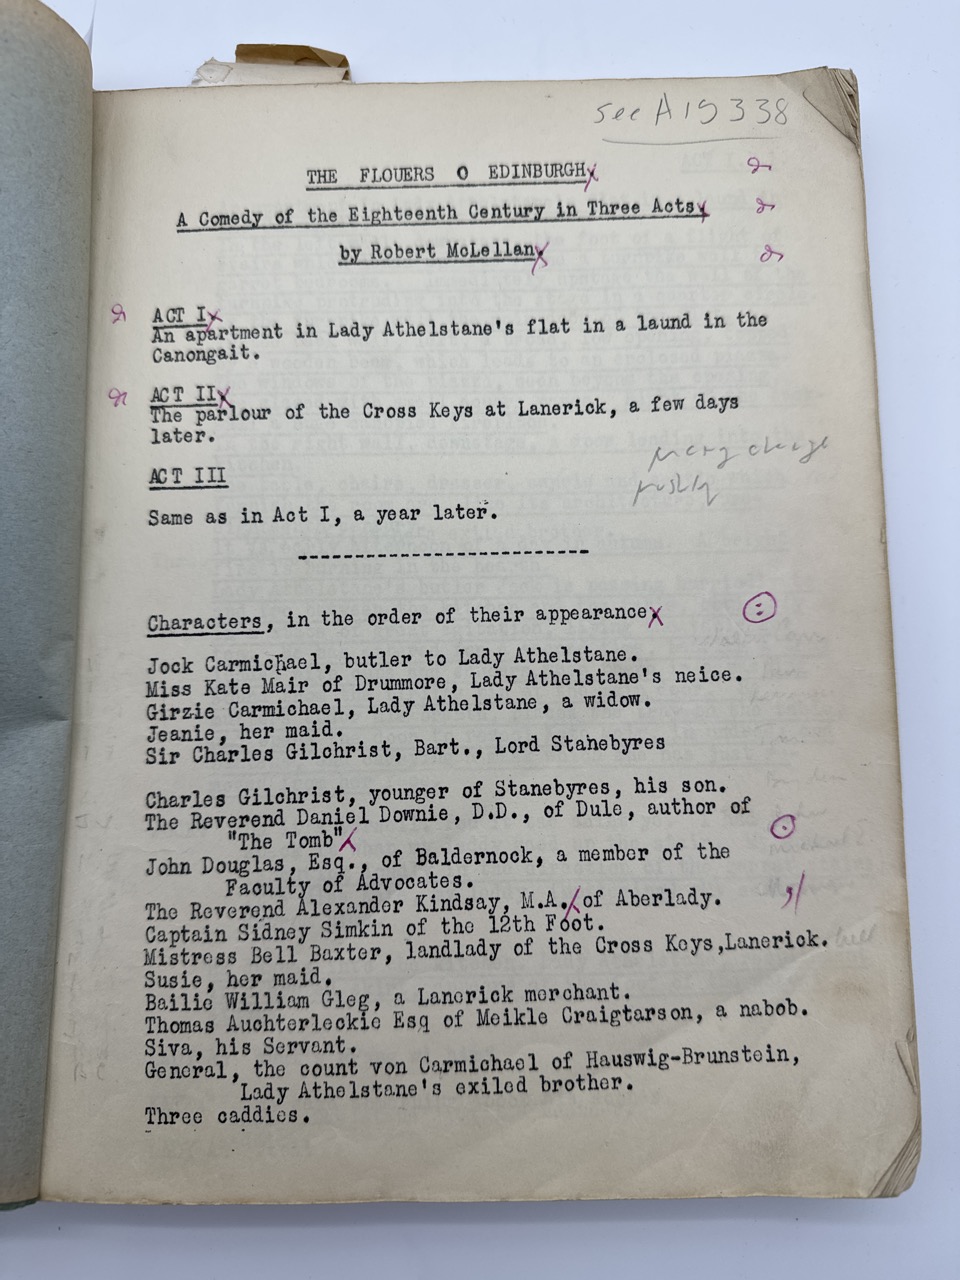 see A19338
THE FLOUERS O EDINBURGH
A Comedy of the Eighteenth Century in Three Acts
by Robert McLellan
ACT I
An apartment in Lady Athelstane's flat in a laund in the
Canongait.
ACT II
The parlour of the Cross Keys at Lanerick, a few days
later.
ACT III
Same as in Act I, a year later.
------------------------------
Characters, in the order of their appearance
Jock Carmichael, butler to Lady Athelstane.
Miss Kate Mair of Drummore, Lady Athelstane's neice.
Girzie Carmichael, Lady Athelstane, a widow.
Jeanie, her maid.
Sir Charles Gilchrist, Bart., Lord Stanebyres
Charles Gilchrist, younger of Stanebyres, his son.
The Reverend Daniel Downie, D.D., of Dule, author of
"The Tomb"
John Douglas, Esq., of Baldernock, a member of the
Faculty of Advocates.
The Reverend Alexander Kindsay, M.A. of Aberlady.
Captain Sidney Simkin of the 12th Foot.
Mistress Bell Baxter, landlady of the Cross Keys,Lanerick.
Susie, her maid.
Bailie William Gleg, a Lanerick merchant.
Thomas Auchterleckie Esq of Meikle Craigtarson, a nabob.
Siva, his Servant.
General, the count von Carmichael of Hauswig-Brunstein,
Lady Athelstane's exiled brother.
Three caddies.